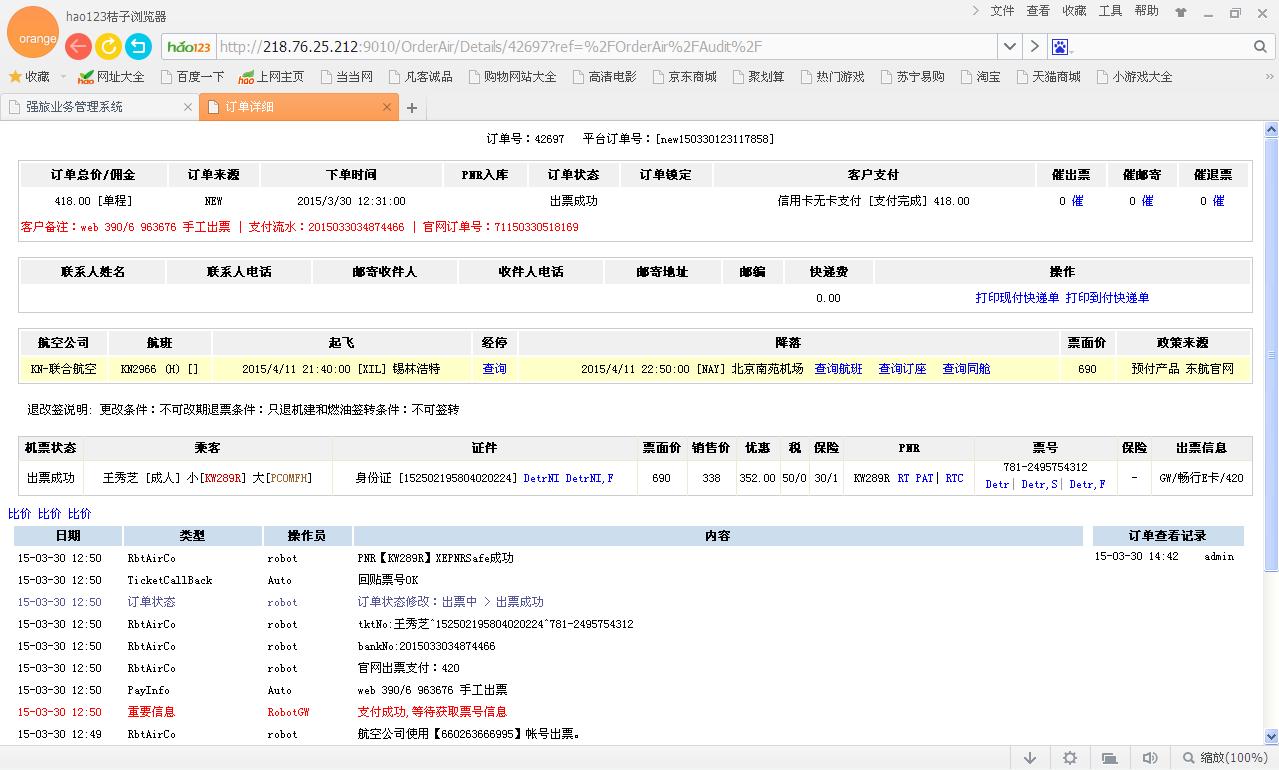 hao123桔子浏览器
文件 查看 收藏 工具 帮助
orange
hao123 http://218.76.25.212:9010/OrderAir/Details/42697?ref=%2FOrderAir%2FAudit%2F
收藏 网址大全 百度一下 上网主页 当当网 凡客诚品 购物网站大全 高清电影 京东商城 聚划算 热门游戏 苏宁易购 淘宝 天猫商城 小游戏大全
强旅业务管理系统 订单详细
订单号：42697 平台订单号：[new150330123117858]
订单总价/佣金 订单来源 下单时间 PNR入库 订单状态 订单锁定 客户支付 催出票 催邮寄 催退票
418.00 [单程] NEW 2015/3/30 12:31:00 出票成功 信用卡无卡支付 [支付完成] 418.00 0 催 0 催 0 催
客户备注：web 390/6 963676 手工出票 | 支付流水：2015033034874466 | 官网订单号：71150330518169
联系人姓名 联系人电话 邮寄收件人 收件人电话 邮寄地址 邮编 快递费 操作
0.00 打印现付快递单 打印到付快递单
航空公司 航班 起飞 经停 降落 票面价 政策来源
KN-联合航空 KN2966 (H) [] 2015/4/11 21:40:00 [XIL] 锡林浩特 查询 2015/4/11 22:50:00 [NAY] 北京南苑机场 查询航班 查询订座 查询同舱 690 预付产品 东航官网
退改签说明: 更改条件：不可改期退票条件：只退机建和燃油签转条件：不可签转
机票状态 乘客 证件 票面价 销售价 优惠 税 保险 PNR 票号 保险 出票信息
出票成功 王秀芝 [成人] 小[KW289R] 大[PCOMFH] 身份证 [152502195804020224] DetrNI DetrNI,F 690 338 352.00 50/0 30/1 KW289R RT PAT| RTC 781-2495754312 - GW/畅行E卡/420
Detr| Detr,S| Detr,F
比价 比价 比价
日期 类型 操作员 内容 订单查看记录
15-03-30 12:50 RbtAirCo robot PNR【KW289R】XEPNRSafe成功 15-03-30 14:42 admin
15-03-30 12:50 TicketCallBack Auto 回贴票号OK
15-03-30 12:50 订单状态 robot 订单状态修改：出票中 > 出票成功
15-03-30 12:50 RbtAirCo robot tktNo:王秀芝^152502195804020224^781-2495754312
15-03-30 12:50 RbtAirCo robot bankNo:2015033034874466
15-03-30 12:50 RbtAirCo robot 官网出票支付：420
15-03-30 12:50 PayInfo Auto web 390/6 963676 手工出票
15-03-30 12:50 重要信息 RobotGW 支付成功,等待获取票号信息
15-03-30 12:49 RbtAirCo robot 航空公司使用【660263666995】帐号出票。
缩放(100%)